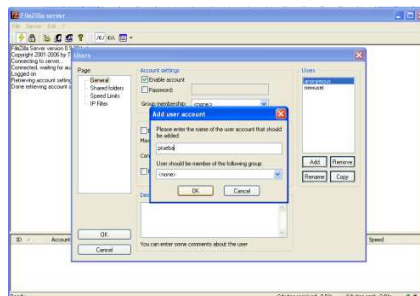 FileZilla server
File Server Edit ?
FileZilla Server version 0.9
Copyright 2001-2006 by T
Connecting to server...
Connected, waiting for au
Logged on
Retrieving account setting
Done retrieving account s
Users
Page:
General
Shared folders
Speed Limits
IP Filter
Account settings
Enable account
Password:
Group membership: <none>
Users
anonymous
newuser
Add user account
Please enter the name of the user account that should be added:
prueba
User should be member of the following group:
<none>
OK
Cancel
Add
Remove
Rename
Copy
You can enter some comments about the user
OK
Cancel
ID
Account
Speed
Ready